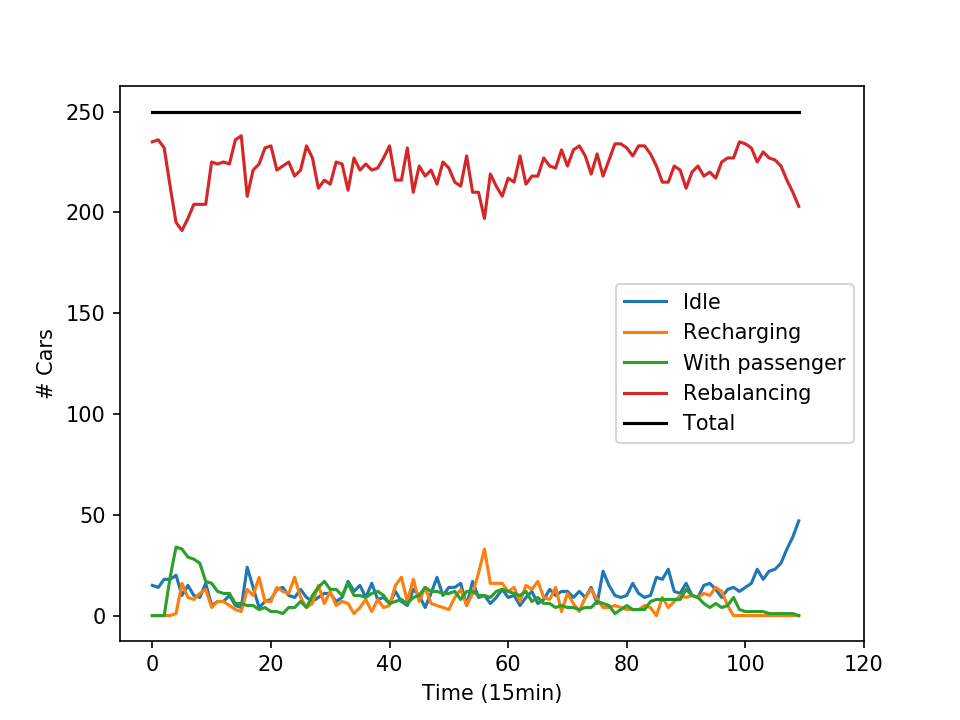 250
200
150
100
50
0
# Cars
Idle
Recharging
With passenger
Rebalancing
Total
0 20 40 60 80 100 120
Time (15min)